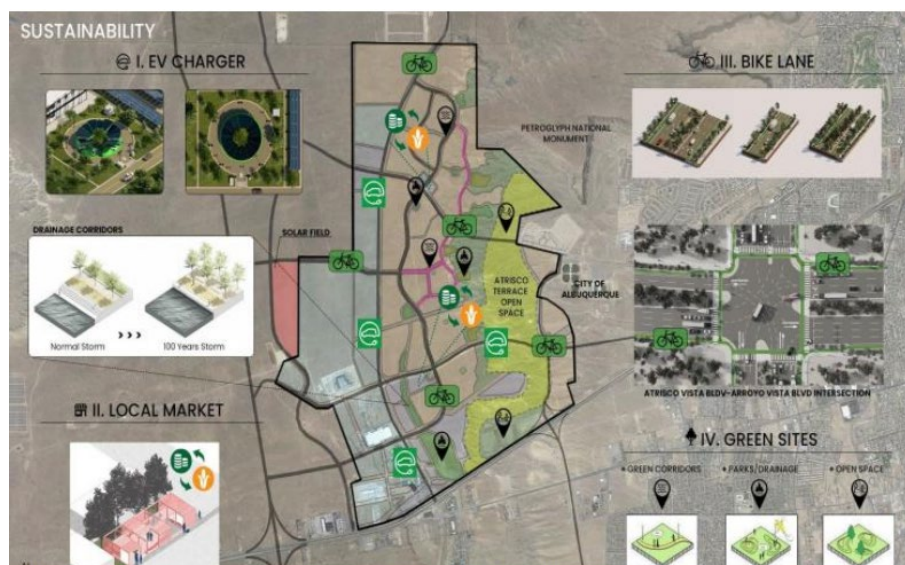 SUSTAINABILITY
I. EV CHARGER
III. BIKE LANE
PETROGLYPH NATIONAL
MONUMENT
DRAINAGE CORRIDORS
SOLAR FIELD
Normal Storm
100 Years Storm
ATRISCO
TERRACE
OPEN
SPACE
CITY OF
ALBUQUERQUE
ATRISCO VISTA BLDV-ARROYO VISTA BLVD INTERSECTION
II. LOCAL MARKET
IV. GREEN SITES
GREEN CORRIDORS
PARKS/DRAINAGE
OPEN SPACE